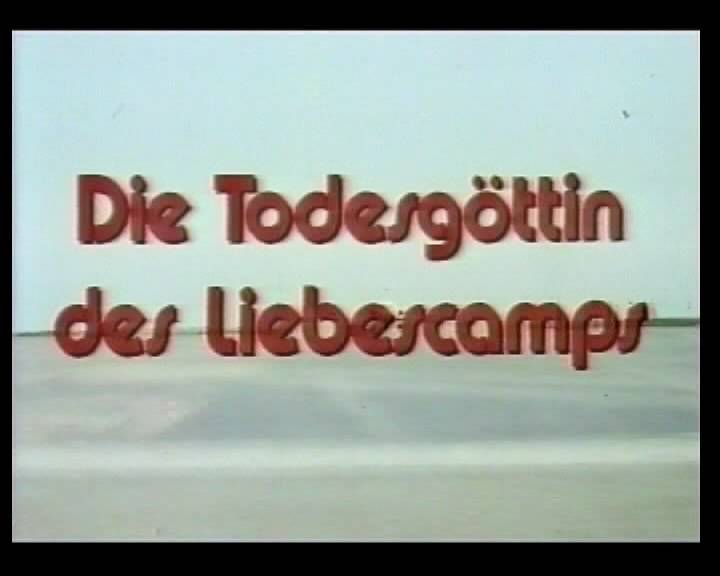 Die Todesgöttin
des Liebescamps